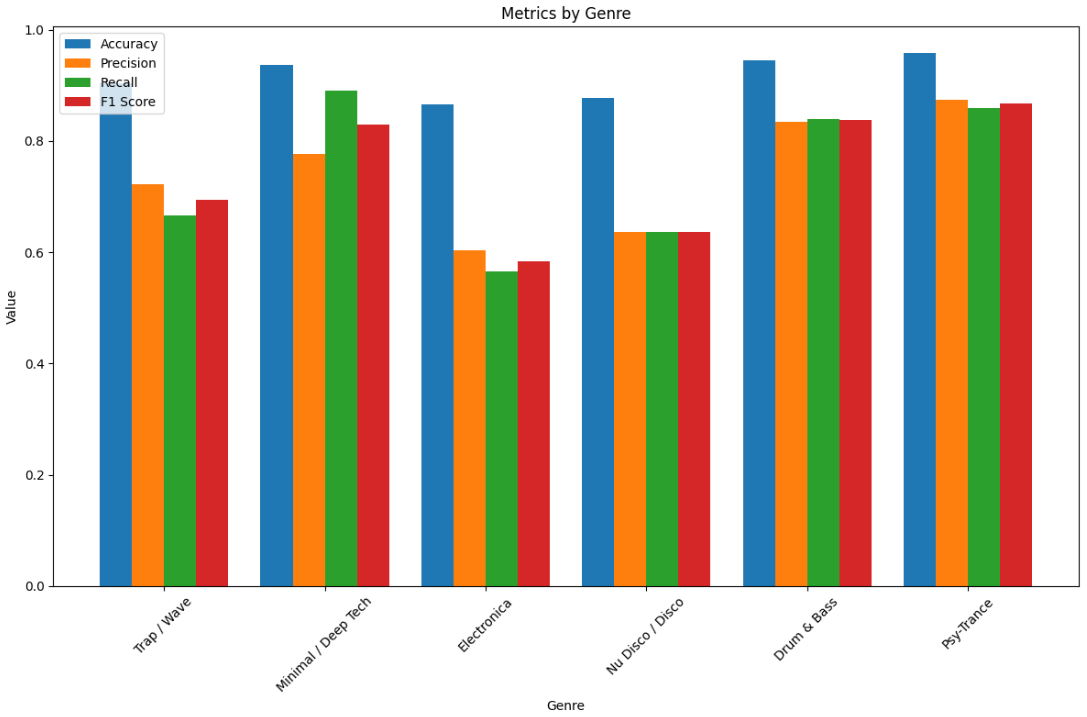 Metrics by Genre
Accuracy
Precision
Recall
F1 Score
1.0
0.8
0.6
0.4
0.2
0.0
Value
Trap / Wave
Minimal / Deep Tech
Electronica
Nu Disco / Disco
Drum & Bass
Psy-Trance
Genre